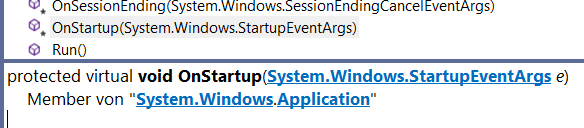 OnSessionEnding(System.Windows.SessionEndingCancelEventArgs)
OnStartup(System.Windows.StartupEventArgs)
Run()
protected virtual void OnStartup(System.Windows.StartupEventArgs e)
Member von "System.Windows.Application"